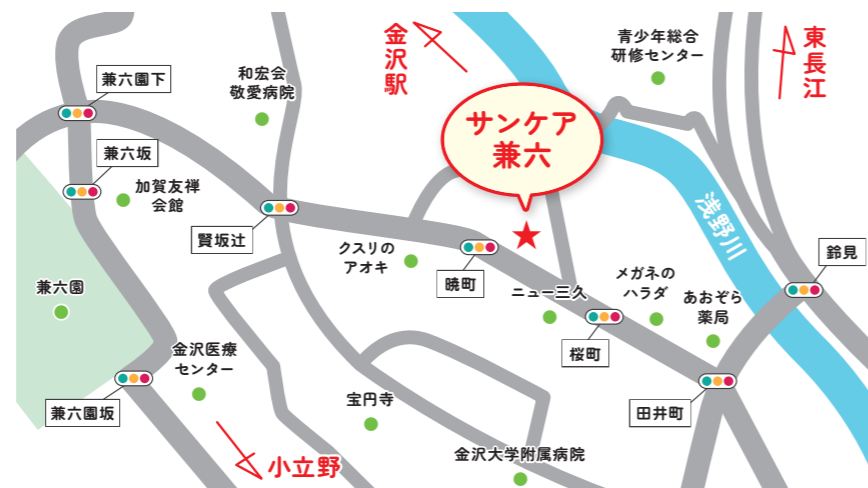 金沢駅
青少年総合
研修センター
東長江
兼六園下
和宏会
敬愛病院
サンケア
兼六
兼六坂
加賀友禅
会館
浅野川
賢坂辻
クスリの
アオキ
暁町
鈴見
兼六園
ニュー三久
メガネの
ハラダ
あおぞら
薬局
桜町
金沢医療
センター
兼六園坂
宝円寺
田井町
小立野
金沢大学附属病院